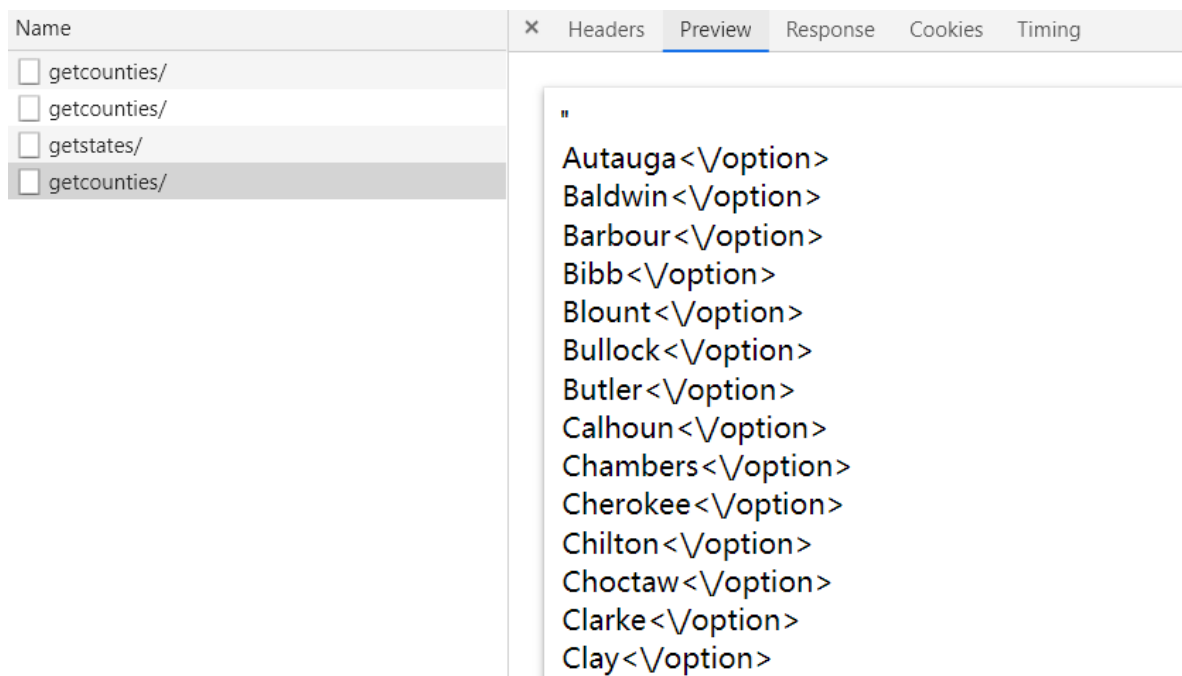 Name
× Headers Preview Response Cookies Timing
getcounties/
getcounties/
getstates/
getcounties/
"
Autauga<\/option>
Baldwin<\/option>
Barbour<\/option>
Bibb<\/option>
Blount<\/option>
Bullock<\/option>
Butler<\/option>
Calhoun<\/option>
Chambers<\/option>
Cherokee<\/option>
Chilton<\/option>
Choctaw<\/option>
Clarke<\/option>
Clay<\/option>